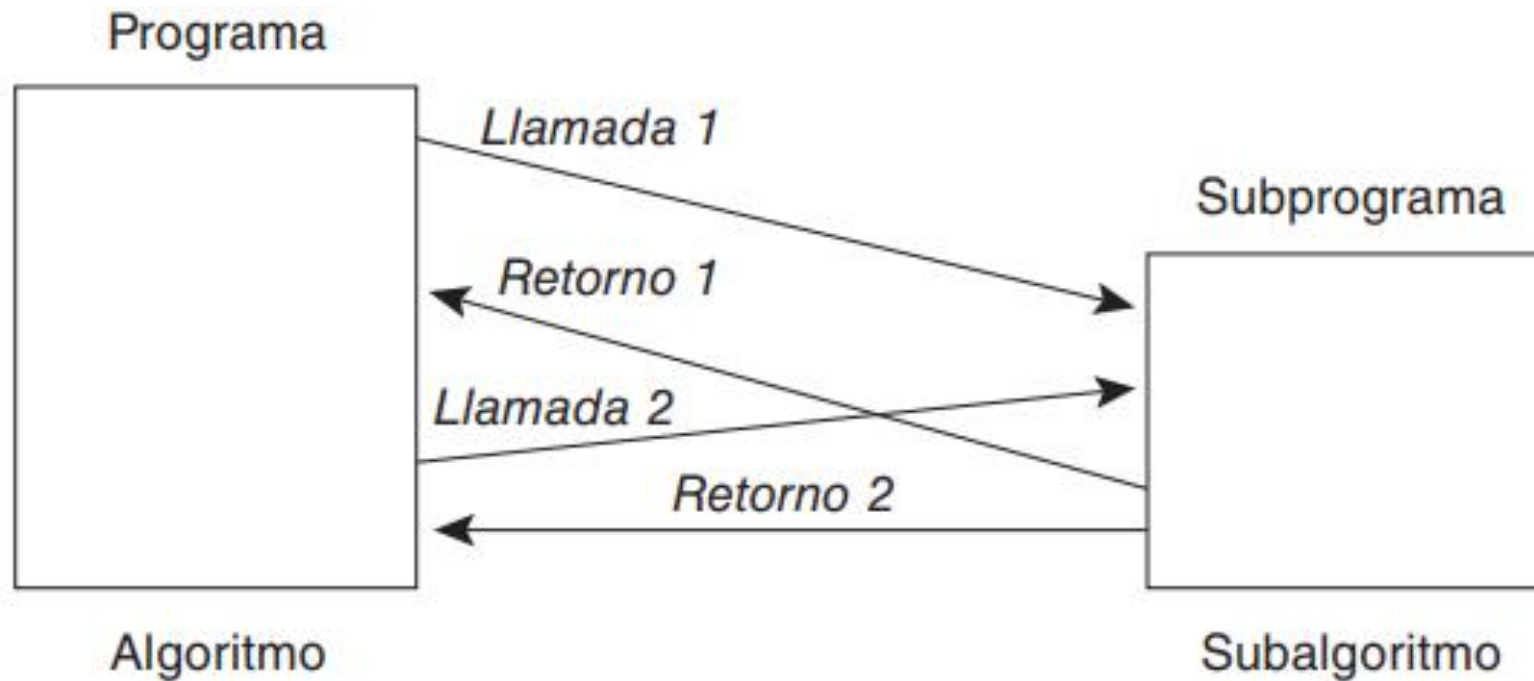 Programa
Llamada 1
Subprograma
Retorno 1
Llamada 2
Retorno 2
Algoritmo
Subalgoritmo